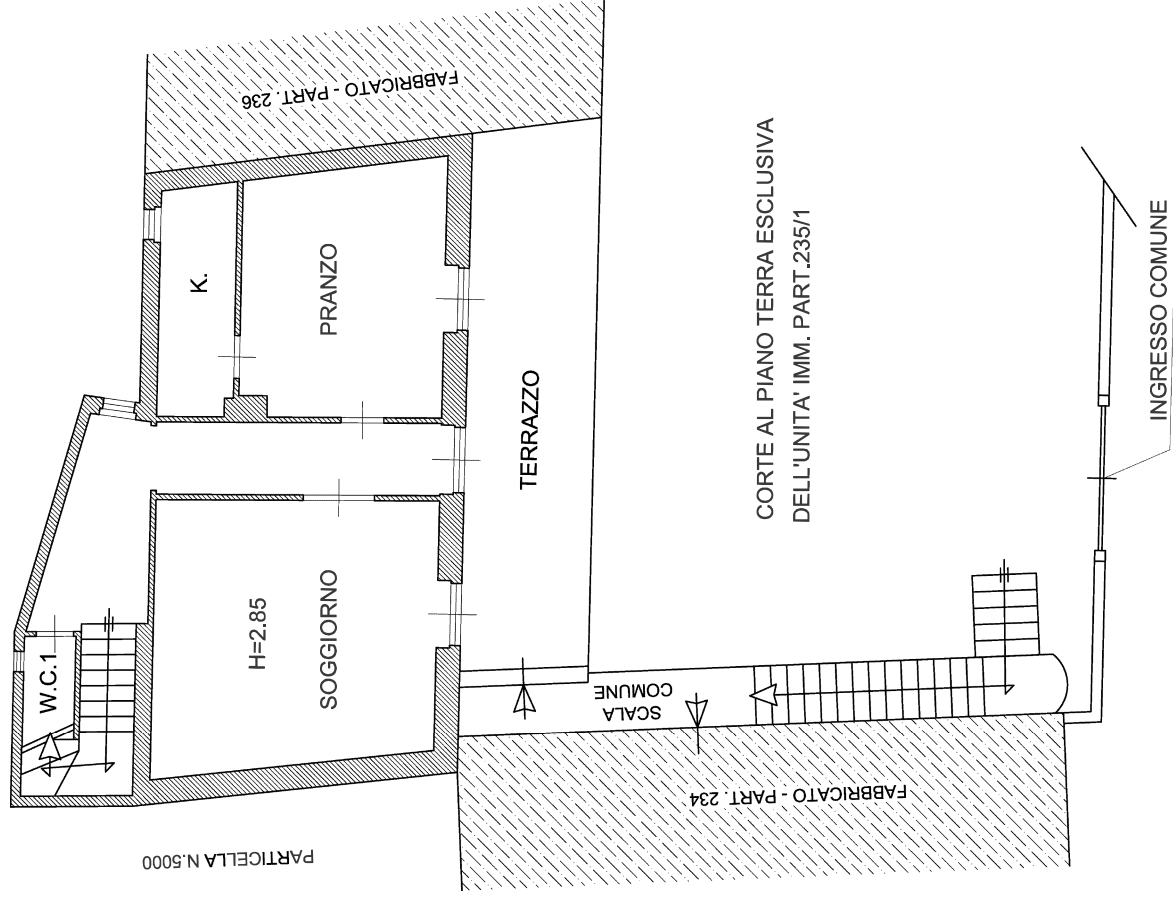 FABBRICATO - PART. 236
K.
PRANZO
TERRAZZO
CORTE AL PIANO TERRA ESCLUSIVA
DELL'UNITA' IMM. PART.235/1
INGRESSO COMUNE
W.C.1
H=2.85
SOGGIORNO
SCALA
COMUNE
FABBRICATO - PART. 234
PARTICELLA N.5000